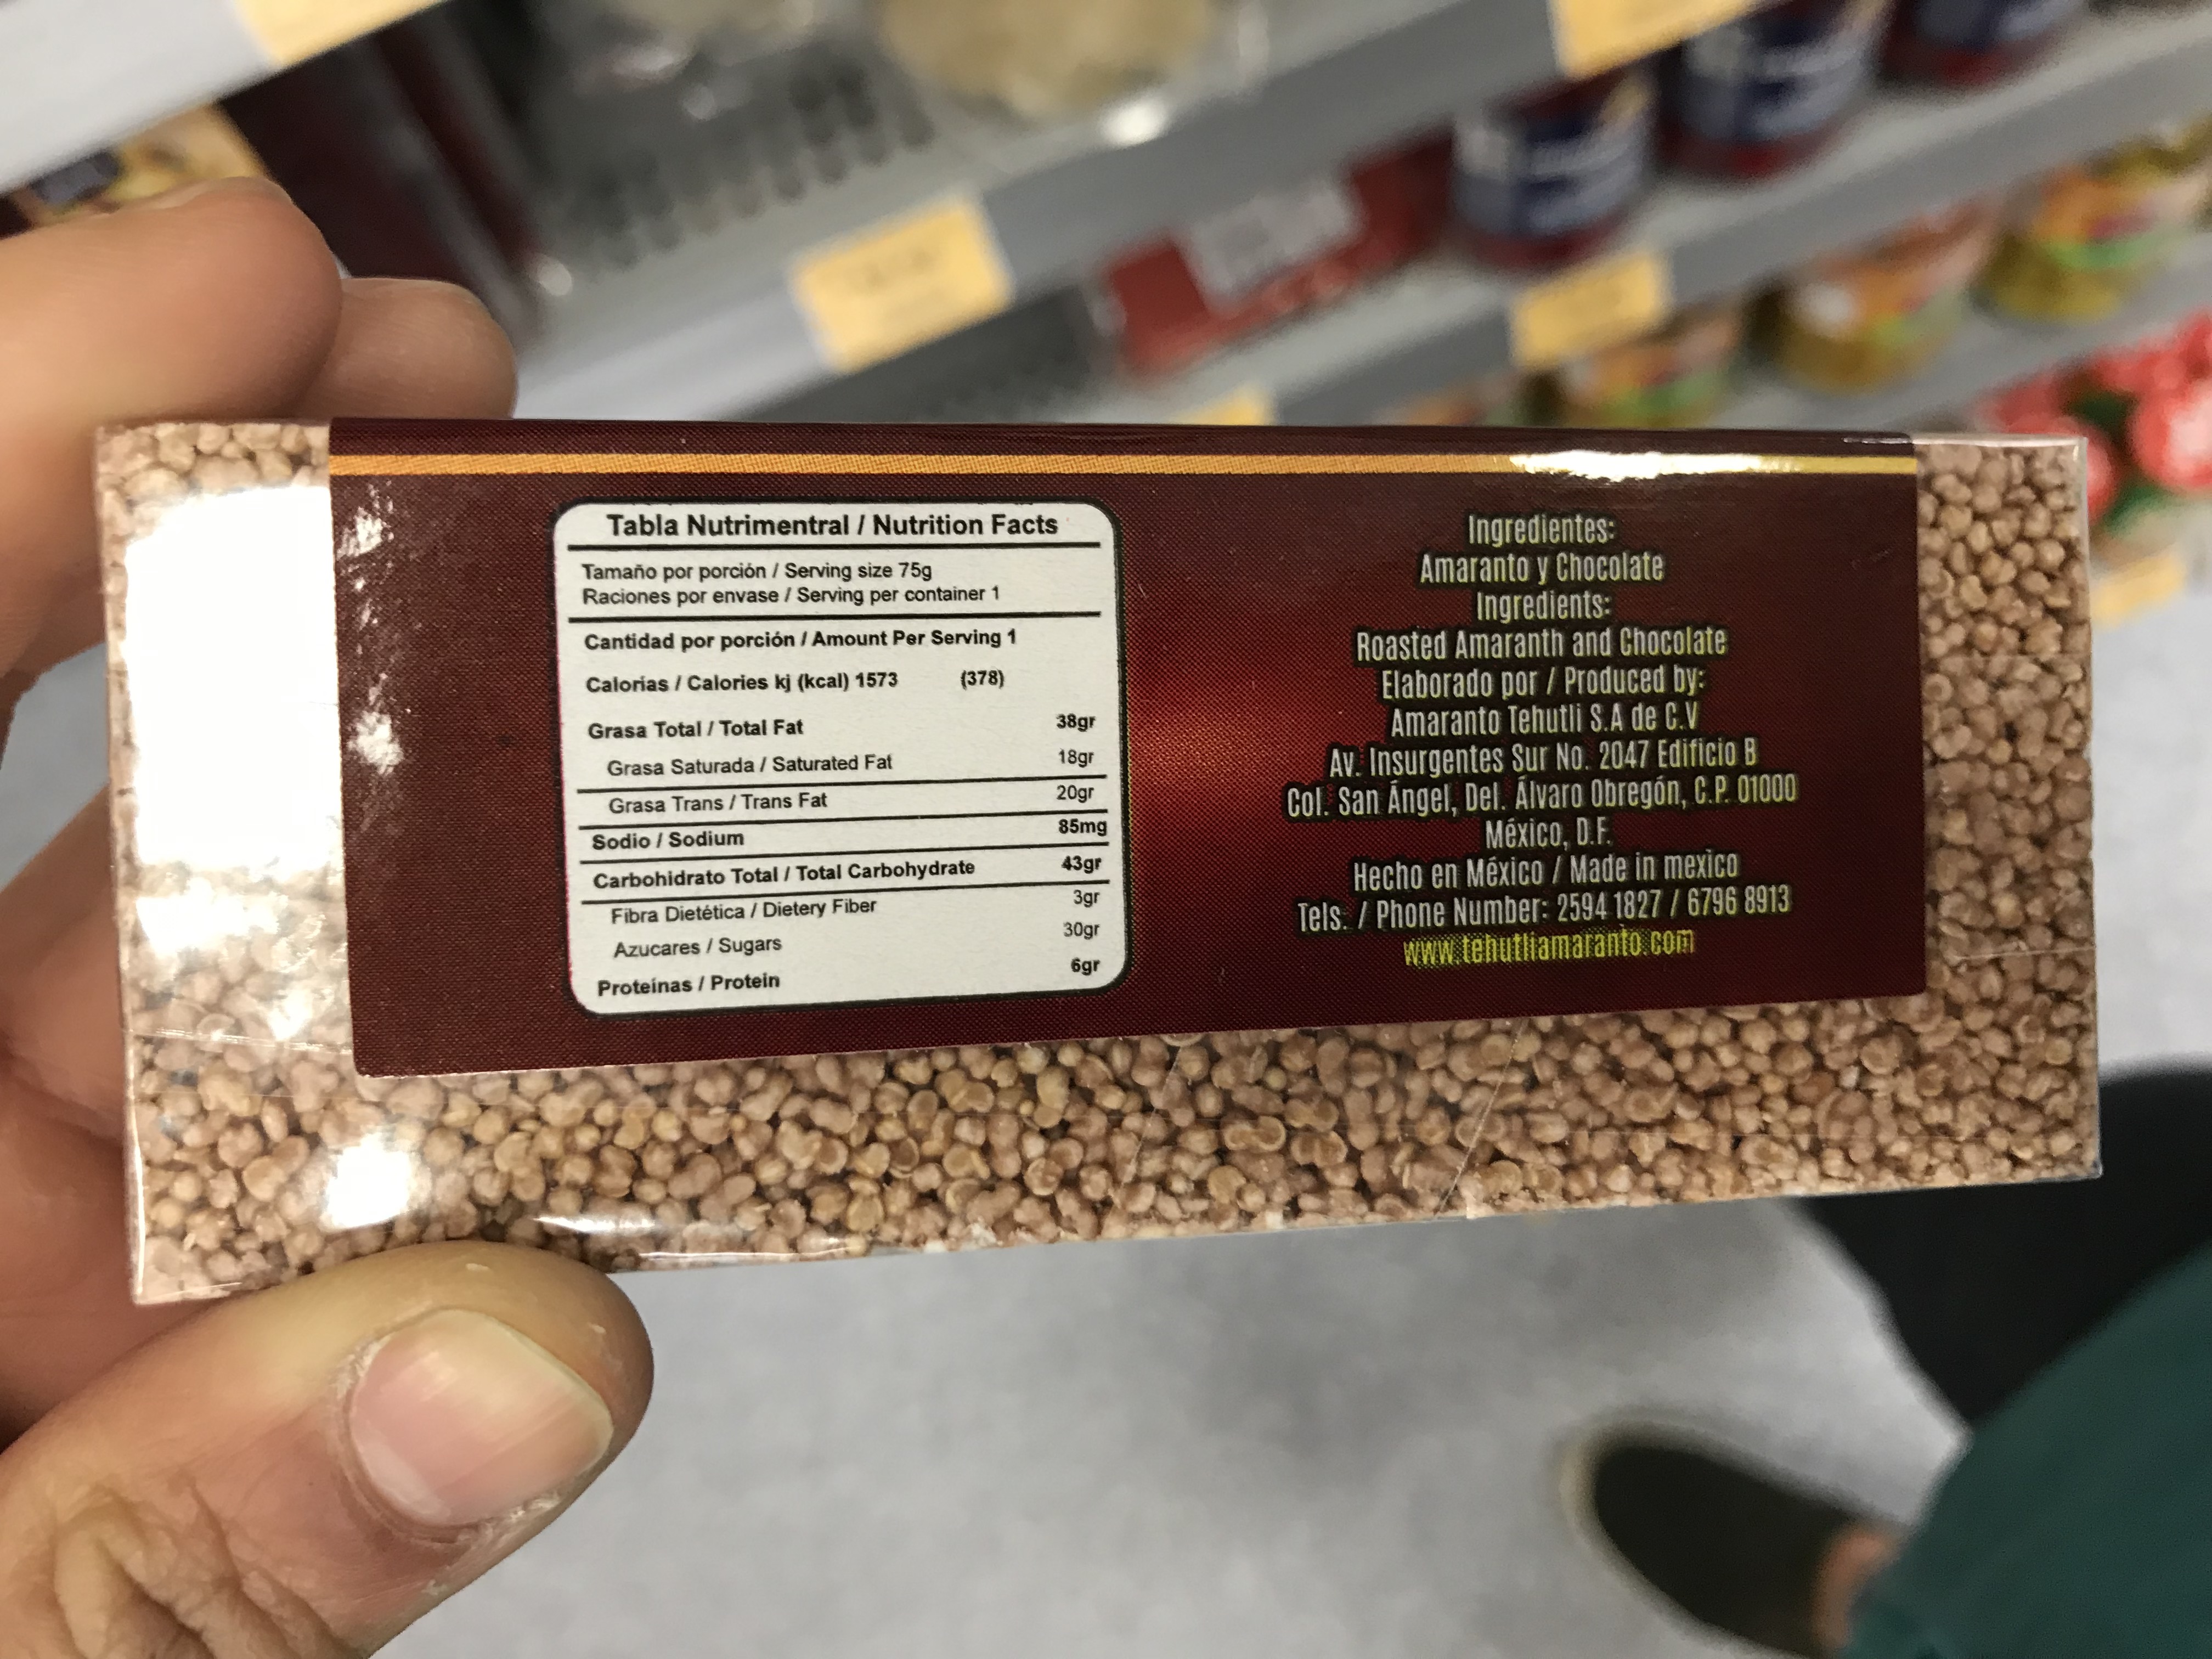 Tabla Nutrimentral / Nutrition Facts
Tamaño por porción / Serving size 75g
Raciones por envase / Serving per container 1
Cantidad por porción / Amount Per Serving 1
Calorías / Calories kj (kcal) 1573 (378)
Grasa Total / Total Fat 38gr
Grasa Saturada / Saturated Fat 18gr
Grasa Trans / Trans Fat 20gr
Sodio / Sodium 85mg
Carbohidrato Total / Total Carbohydrate 43gr
Fibra Dietética / Dietery Fiber 3gr
Azucares / Sugars 30gr
Proteínas / Protein 6gr
Ingredientes:
Amaranto y Chocolate
Ingredients:
Roasted Amaranth and Chocolate
Elaborado por / Produced by:
Amaranto Tehutli S.A de C.V
Av. Insurgentes Sur No. 2047 Edificio B
Col. San Ángel, Del. Álvaro Obregón, C.P. 01000
México, D.F.
Hecho en México / Made in mexico
Tels. / Phone Number: 2594 1827 / 6796 8913
www.tehutliamaranto.com